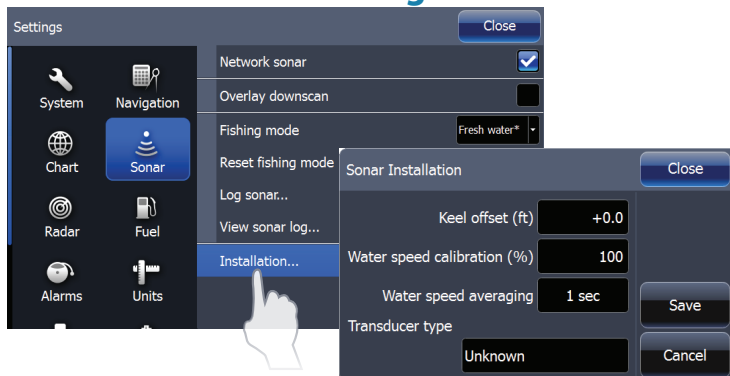 Settings
Close
System
Navigation
Chart
Sonar
Radar
Fuel
Alarms
Units
Network sonar
Overlay downscan
Fishing mode
Fresh water*
Reset fishing mode
Log sonar...
View sonar log...
Installation...
Sonar Installation
Close
Keel offset (ft)
+0.0
Water speed calibration (%)
100
Water speed averaging
1 sec
Transducer type
Unknown
Save
Cancel